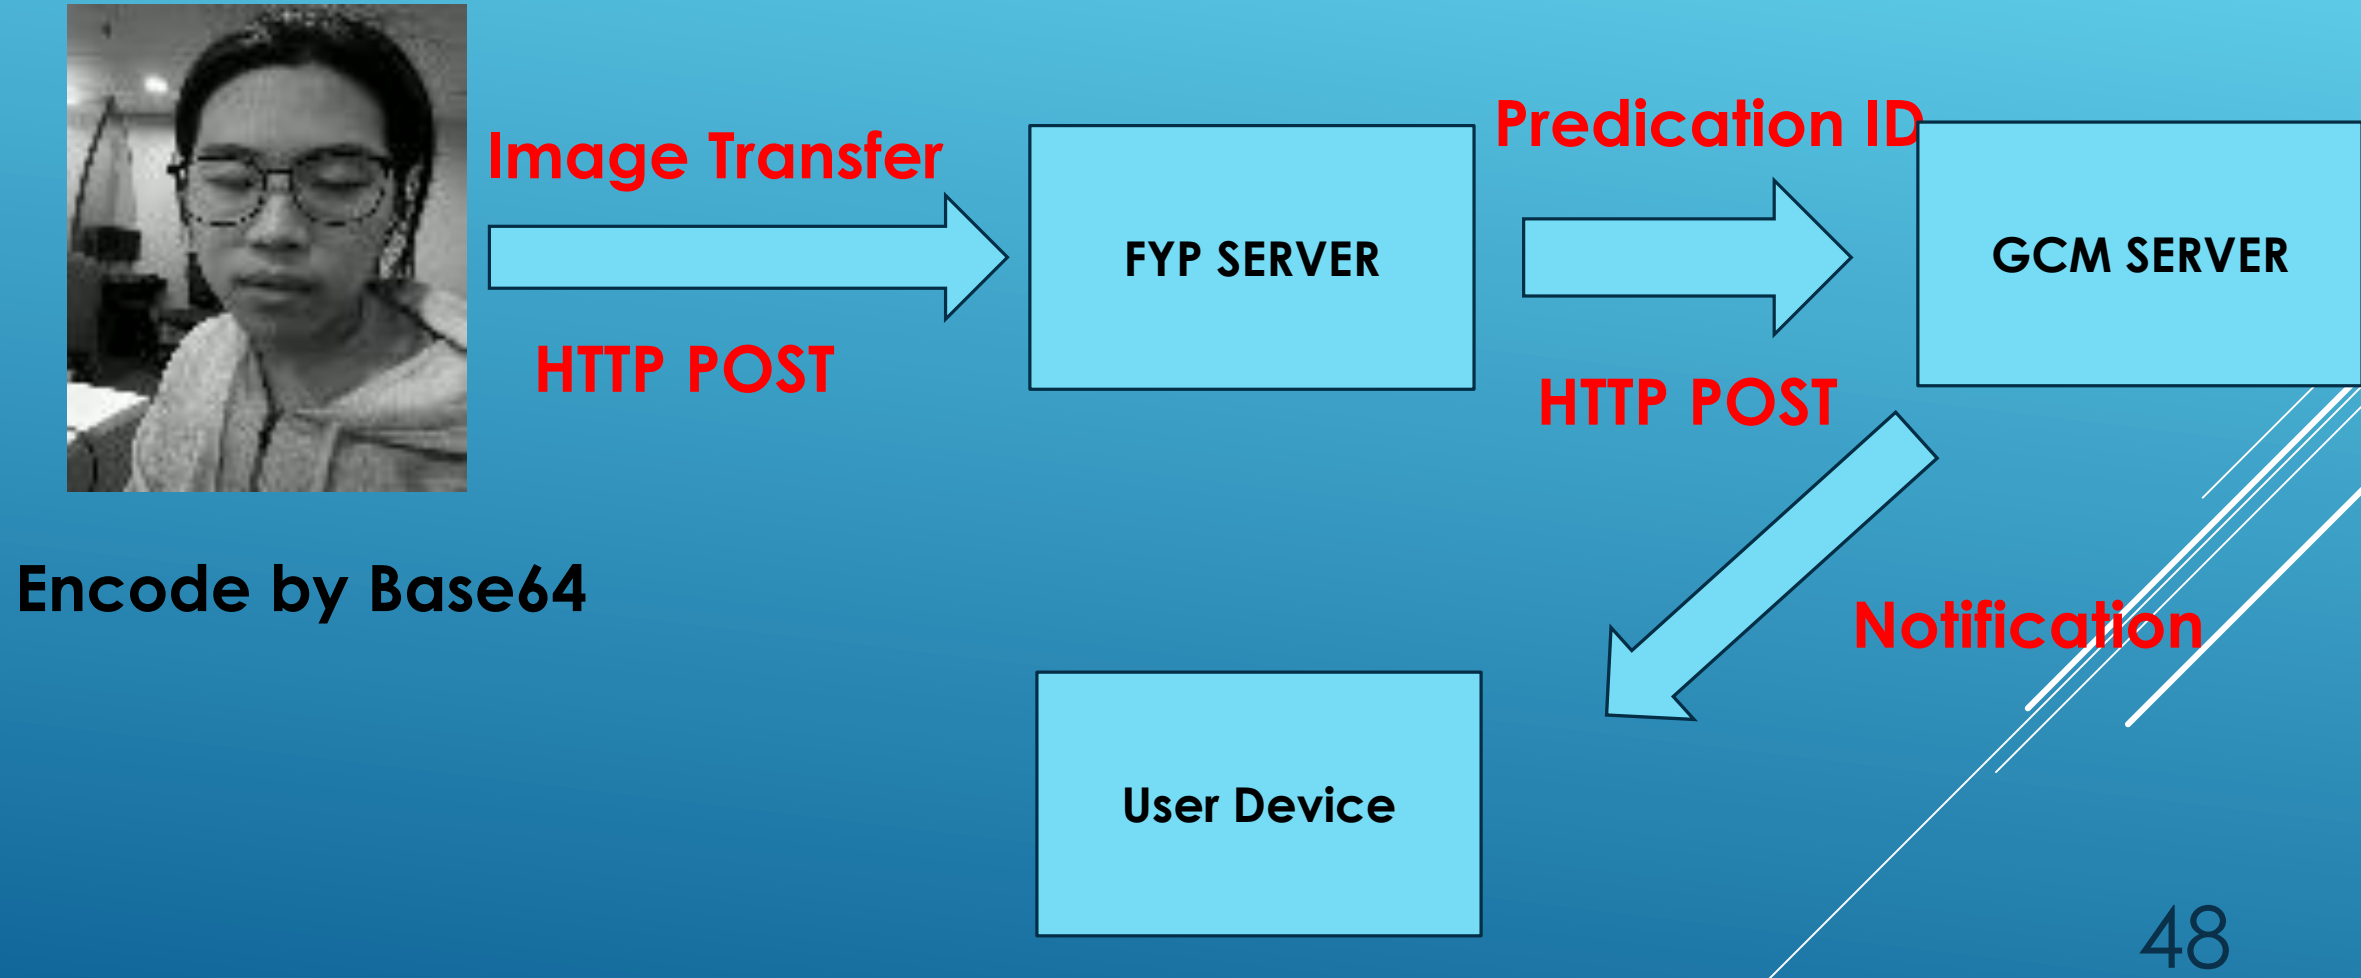 Image Transfer
HTTP POST
Encode by Base64
FYP SERVER
Predication ID
HTTP POST
GCM SERVER
Notification
User Device
48